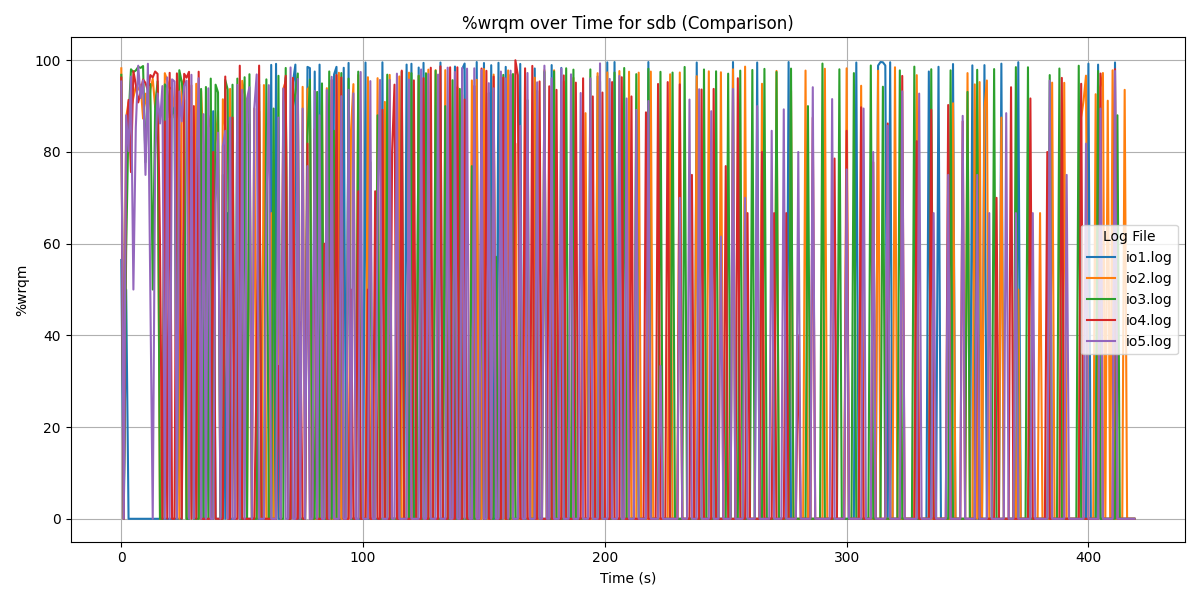 %wrqm over Time for sdb (Comparison)
100
80
60
40
20
0
%wrqm
0 100 200 300 400
Time (s)
Log File
io1.log
io2.log
io3.log
io4.log
io5.log